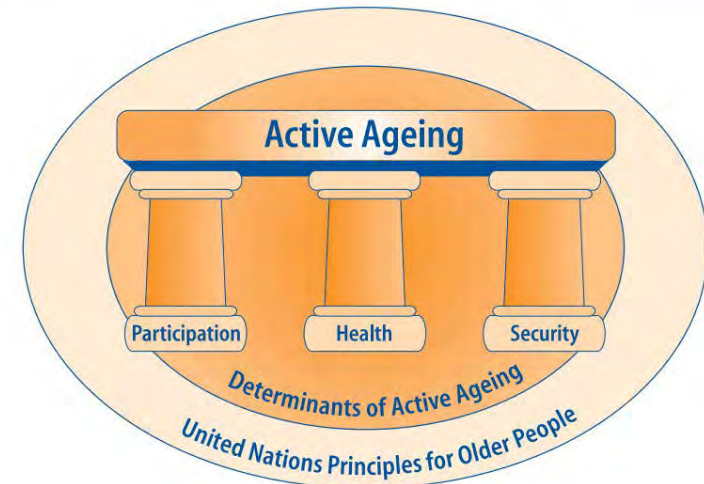 Active Ageing
Participation
Health
Security
Determinants of Active Ageing
United Nations Principles for Older People